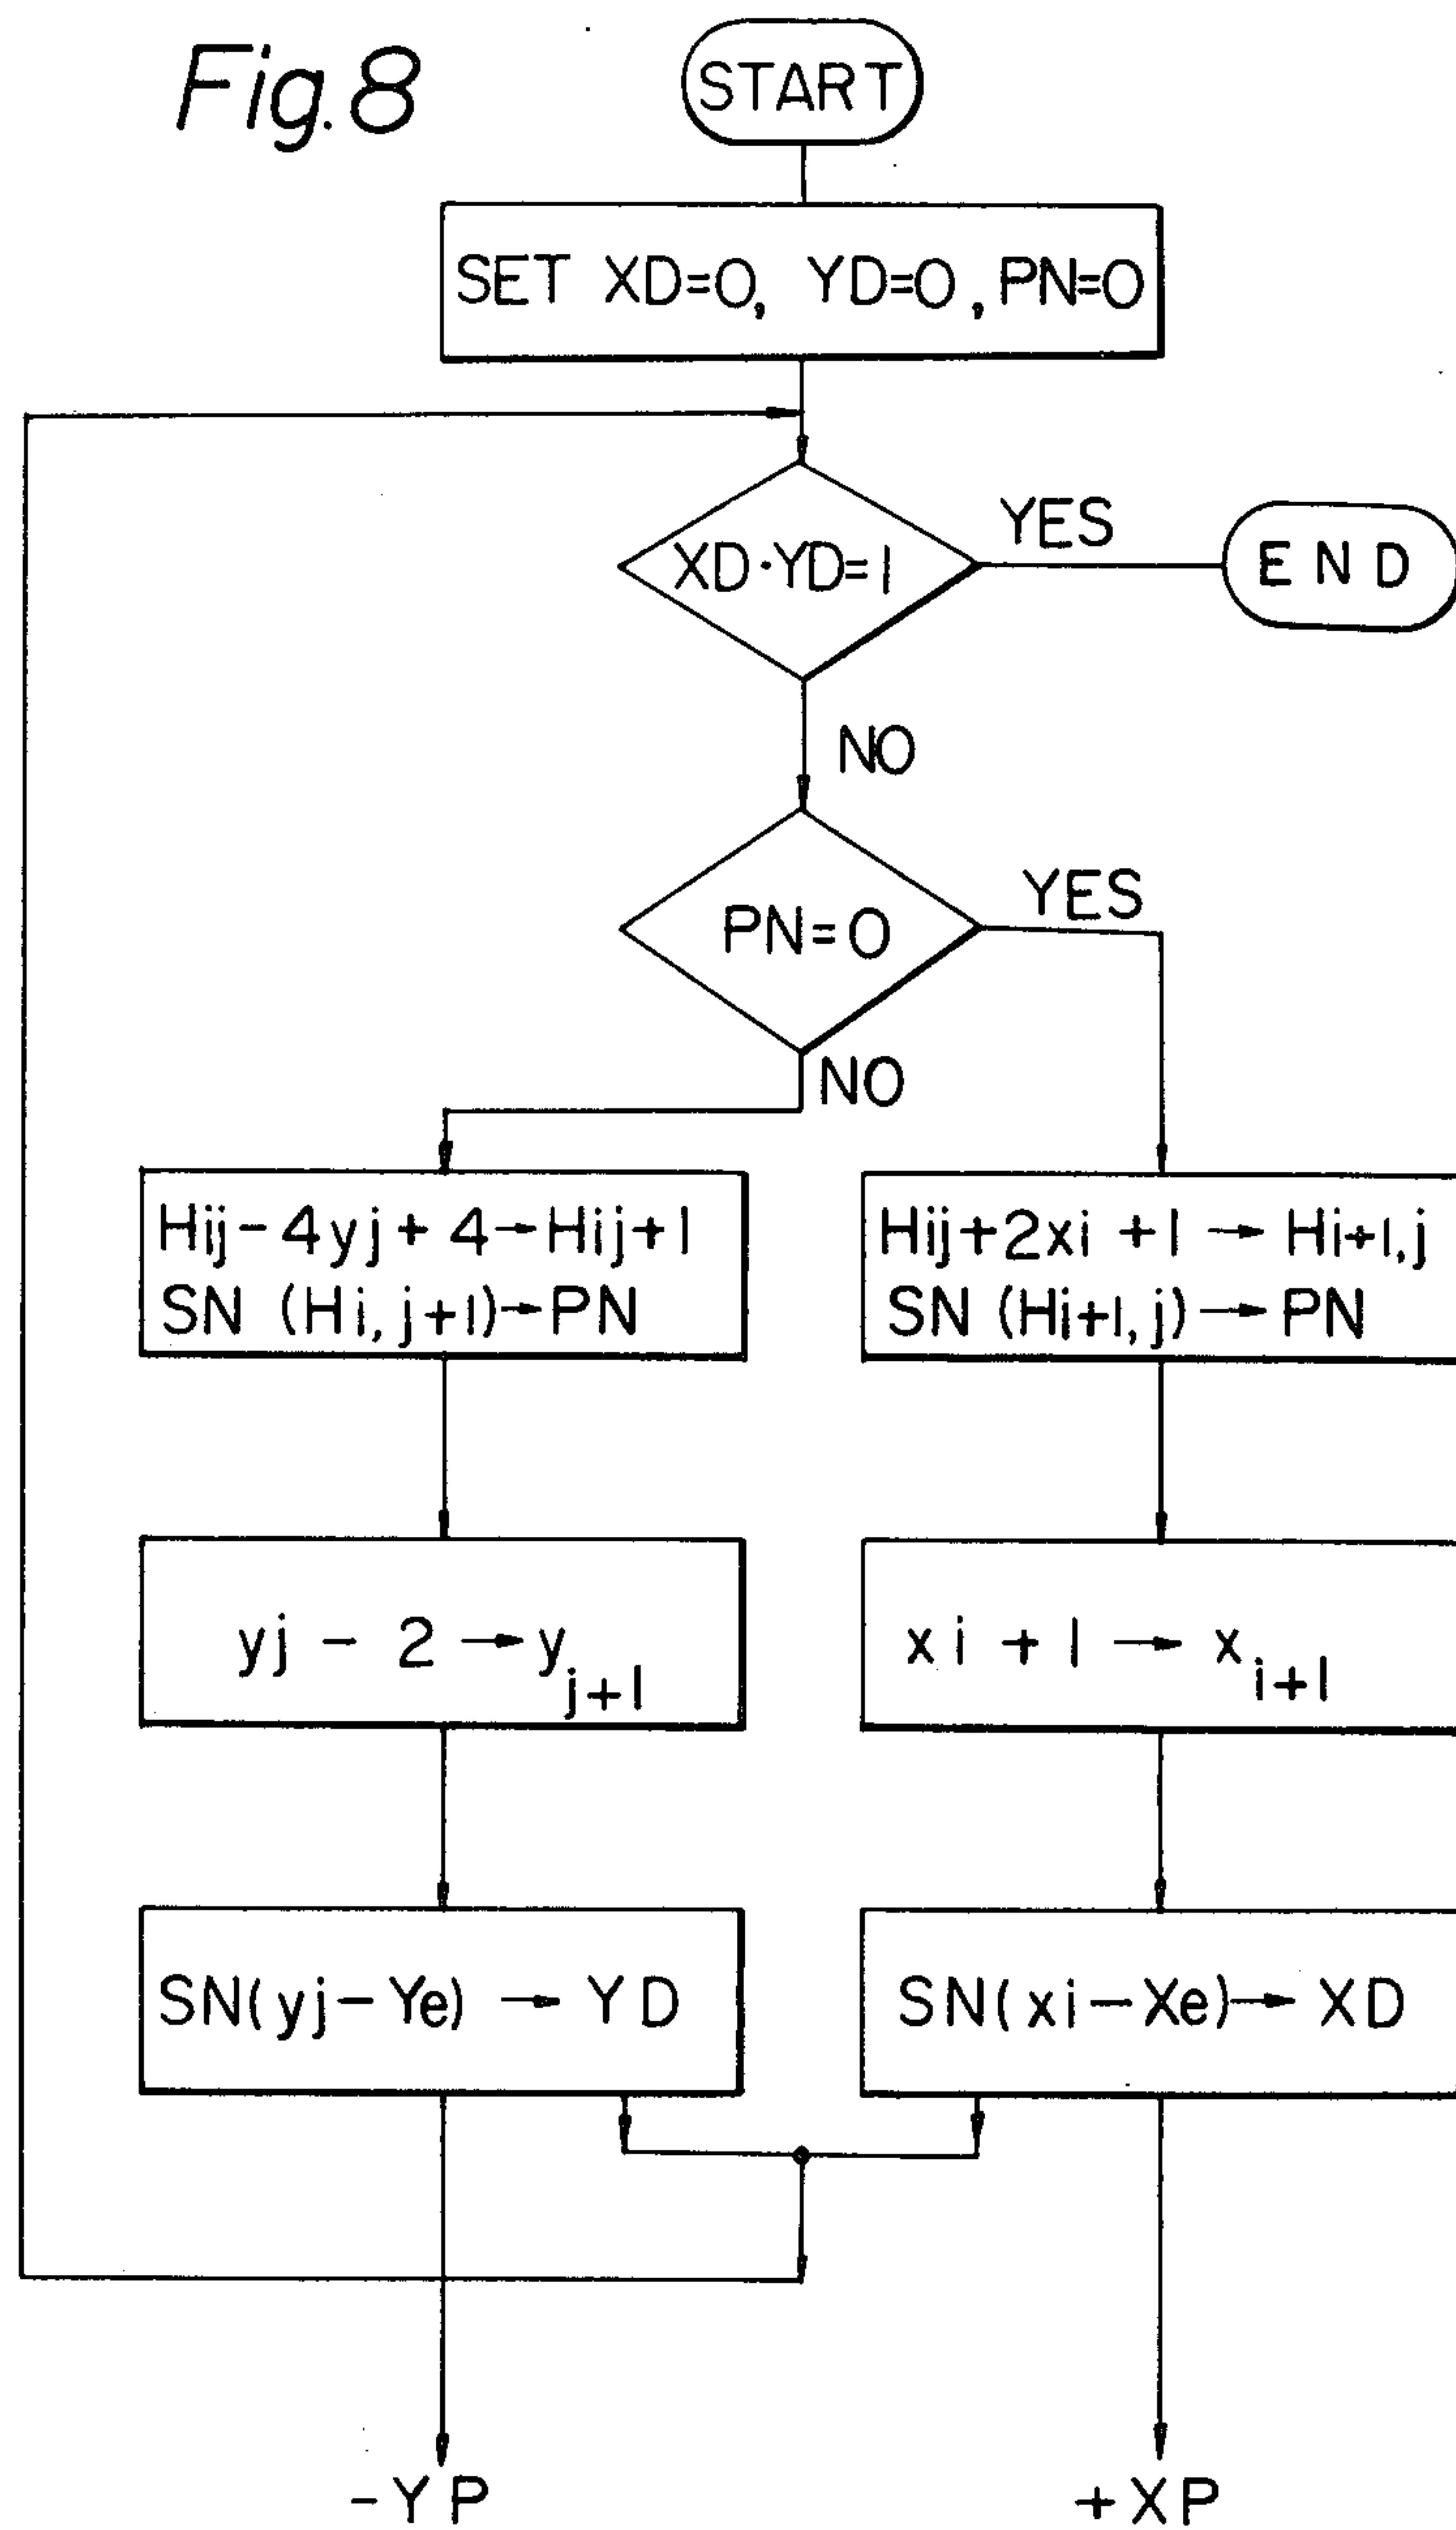 Fig. 8
START
SET XD=0, YD=0, PN=0
XD·YD=1
YES
END
NO
PN=0
YES
NO
Hij-4yj+4→Hij+1
SN (Hi,j+1)→PN
Hij+2xi+1→Hi+1,j
SN (Hi+1,j)→PN
yj - 2 → yj+1
xi + 1 → xi+1
SN(yj-Ye) → YD
SN(xi-Xe) → XD
-YP
+XP